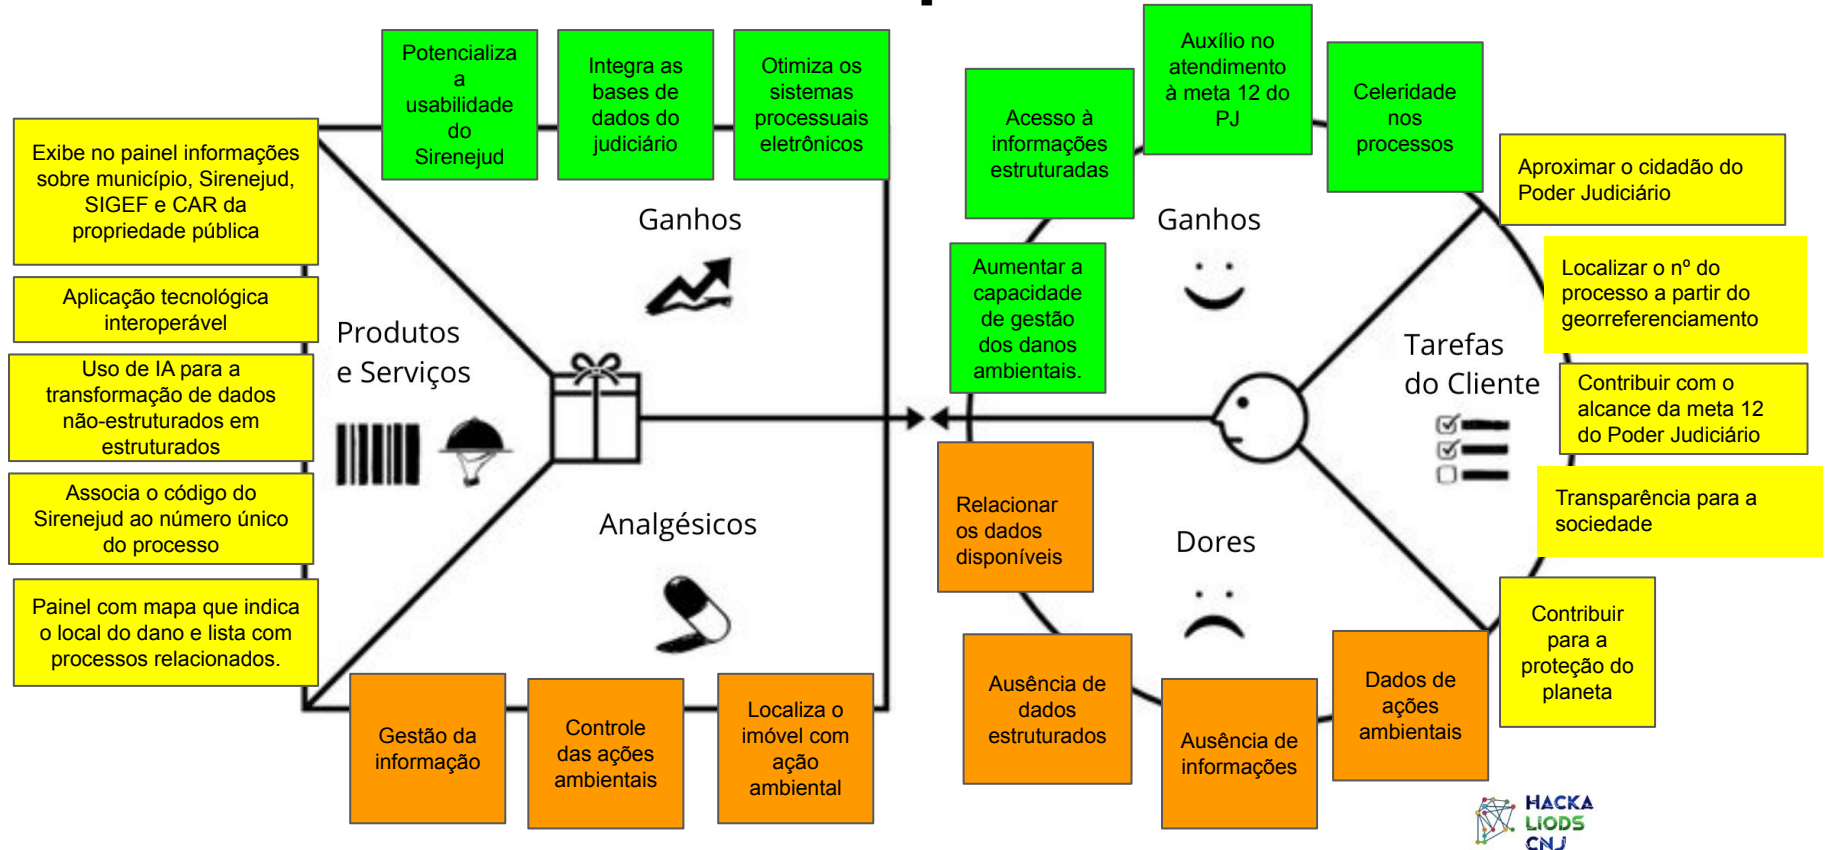 Potencializa
a
usabilidade
do
Sirenejud
Integra as
bases de
dados do
judiciário
Otimiza os
sistemas
processuais
eletrônicos
Exibe no painel informações
sobre município, Sirenejud,
SIGEF e CAR da
propriedade pública
Aplicação tecnológica
interoperável
Uso de IA para a
transformação de dados
não-estruturados em
estruturados
Associa o código do
Sirenejud ao número único
do processo
Painel com mapa que indica
o local do dano e lista com
processos relacionados.
Produtos
e Serviços
Ganhos
Analgésicos
Gestão da
informação
Controle
das ações
ambientais
Localiza o
imóvel com
ação
ambiental
Auxílio no
atendimento
à meta 12 do
PJ
Acesso à
informações
estruturadas
Celeridade
nos
processos
Aumentar a
capacidade
de gestão
dos danos
ambientais.
Ganhos
Aproximar o cidadão do
Poder Judiciário
Localizar o nº do
processo a partir do
georreferenciamento
Tarefas
do Cliente
Contribuir com o
alcance da meta 12
do Poder Judiciário
Transparência para a
sociedade
Contribuir
para a
proteção do
planeta
Relacionar
os dados
disponíveis
Dores
Ausência de
dados
estruturados
Ausência de
informações
Dados de
ações
ambientais
HACKA
LIODS
CNJ